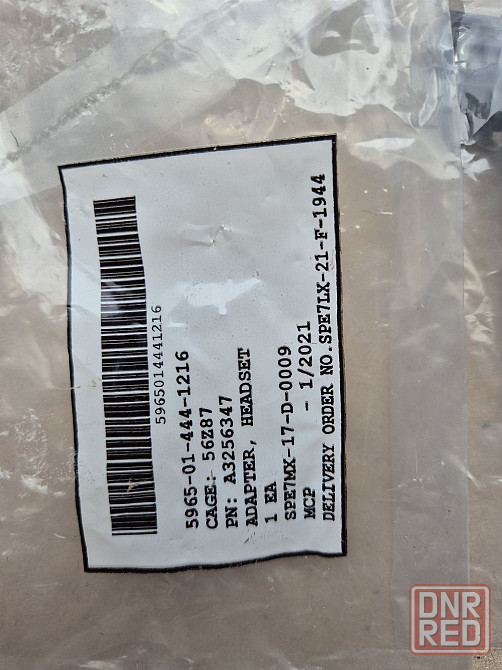 5965014441216
5965-01-444-1216
CAGE: 56Z87
PN: A3256347
ADAPTER, HEADSET
1 EA
SPE7MX-17-D-0009
MCP - 1/2021
DELIVERY ORDER NO.SPE7LX-21-F-1944
DNR
RED